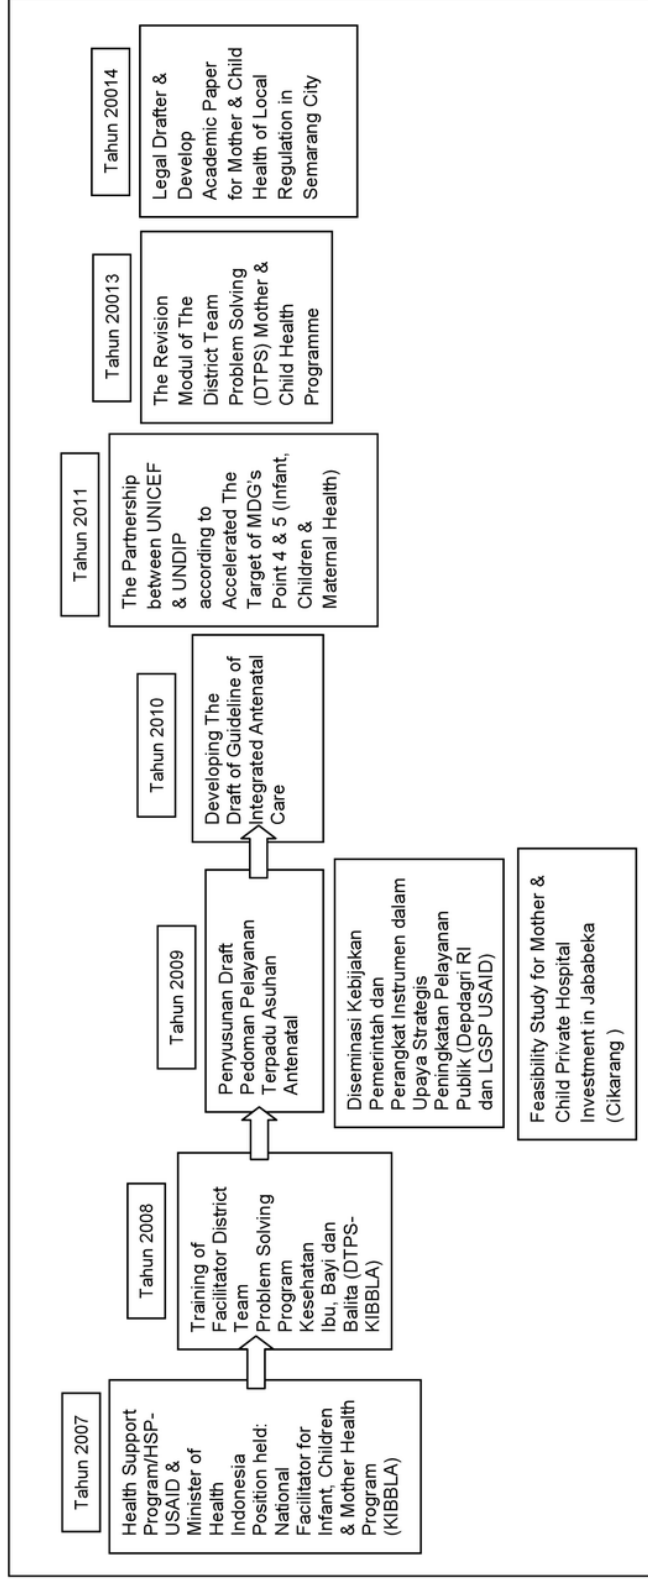 Tahun 2007
Health Support
Program/HSP-
USAID &
Minister of
Health
Indonesia
Position held:
National
Facilitator for
Infant, Children
& Mother Health
Program
(KIBBLA)
Tahun 2008
Training of
Facilitator District
Team
Problem Solving
Program
Kesehatan
Ibu, Bayi dan
Balita (DTPS-
KIBBLA)
Tahun 2009
Penyusunan Draft
Pedoman Pelayanan
Terpadu Asuhan
Antenatal
Diseminasi Kebijakan
Pemerintah dan
Perangkat Instrumen dalam
Upaya Strategis
Peningkatan Pelayanan
Publik (Depdagri RI
dan LGSP USAID)
Feasibility Study for Mother &
Child Private Hospital
Investment in Jababeka
(Cikarang )
Tahun 2010
Developing The
Draft of Guideline of
Integrated Antenatal
Care
Tahun 2011
The Partnership
between UNICEF
& UNDIP
according to
Accelerated The
Target of MDG's
Point 4 & 5 (Infant,
Children &
Maternal Health)
Tahun 20013
The Revision
Modul of The
District Team
Problem Solving
(DTPS) Mother &
Child Health
Programme
Tahun 20014
Legal Drafter &
Develop
Academic Paper
for Mother & Child
Health of Local
Regulation in
Semarang City